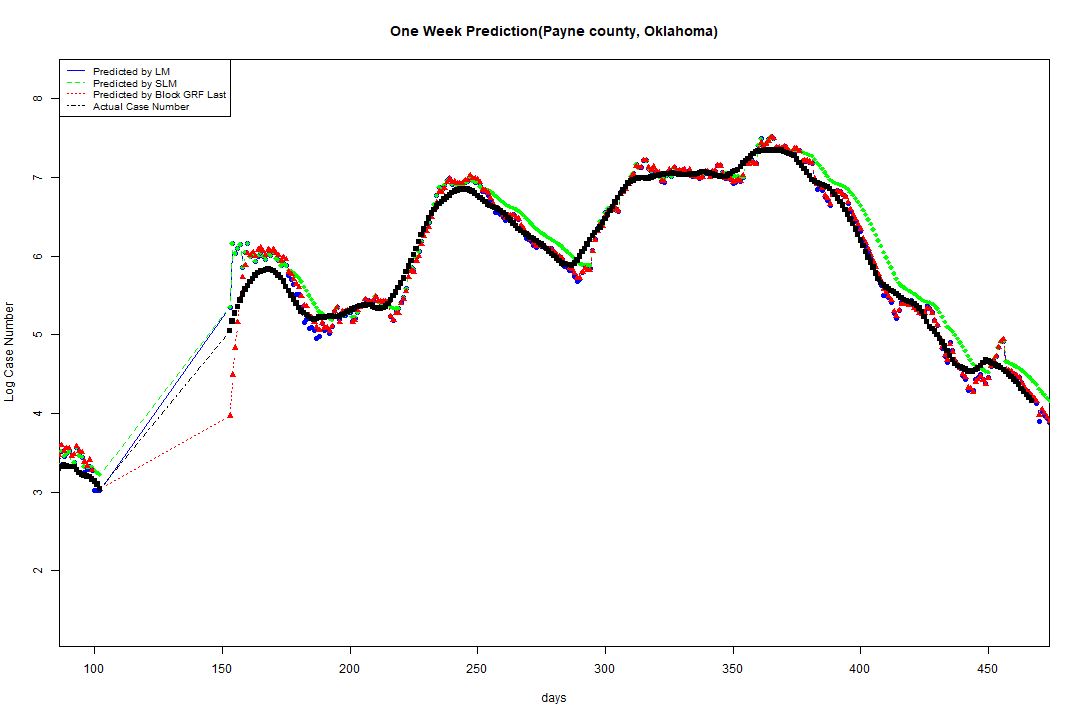 One Week Prediction(Payne county, Oklahoma)
Predicted by LM
Predicted by SLM
Predicted by Block GRF Last
Actual Case Number
8
7
6
5
4
3
2
Log Case Number
100 150 200 250 300 350 400 450
days